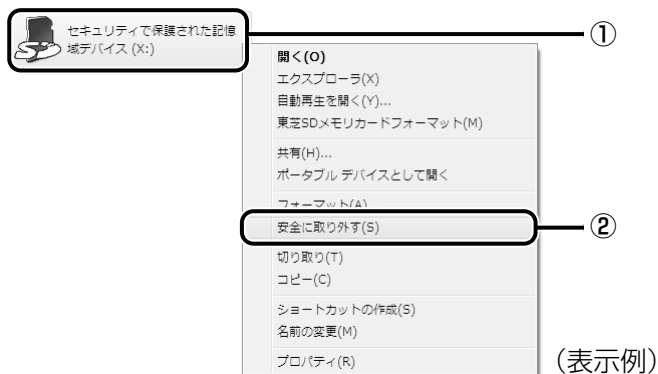 セキュリティで保護された記憶
域デバイス (X:)
①
開く(O)
エクスプローラ(X)
自動再生を開く(Y)...
東芝SDメモリカードフォーマット(M)
共有(H)...
ポータブル デバイスとして開く
フォーマット(A)...
安全に取り外す(S)
②
切り取り(T)
コピー(C)
ショートカットの作成(S)
名前の変更(M)
プロパティ(R)
(表示例)